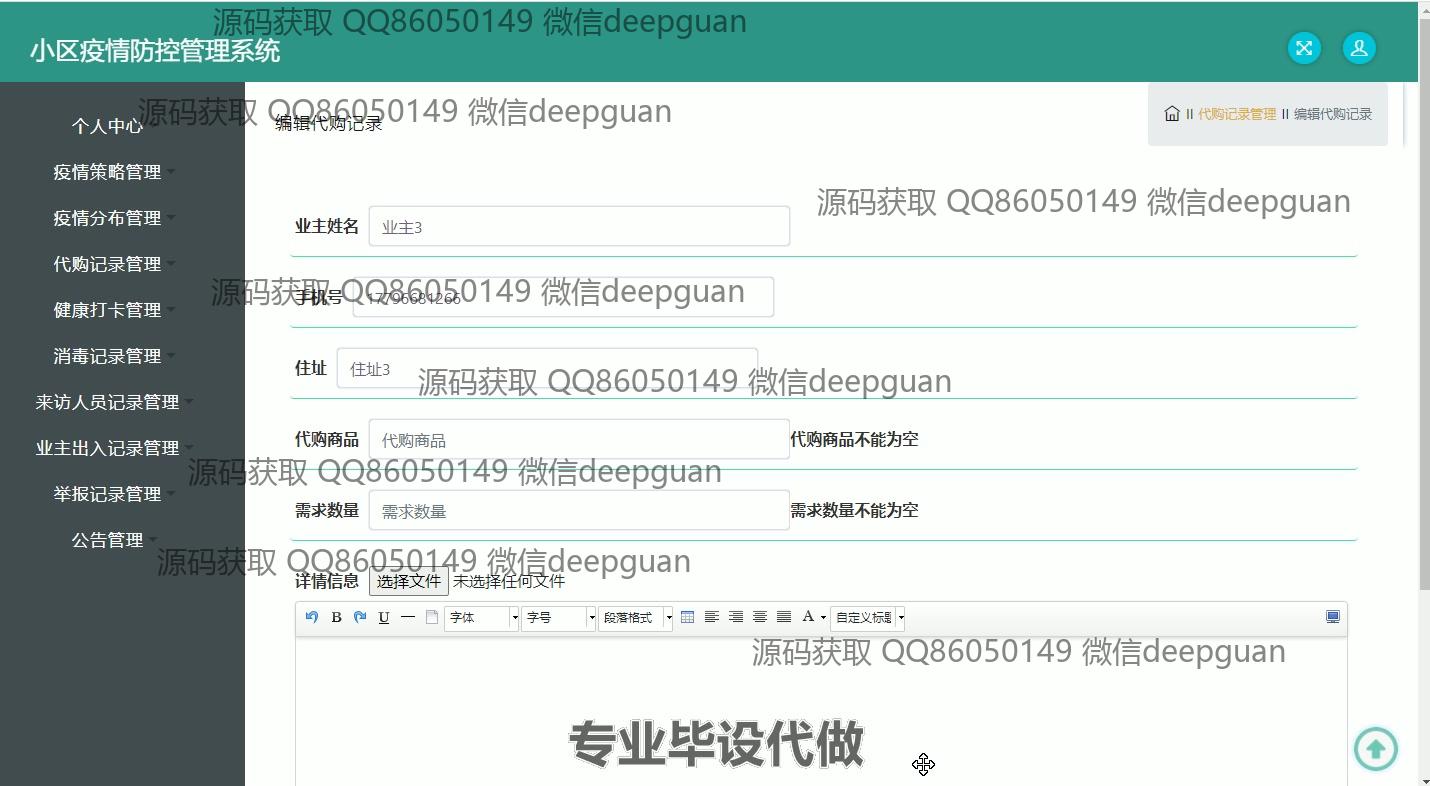 源码获取 QQ86050149 微信deepguan
小区疫情防控管理系统
源码获取 QQ86050149 微信deepguan
个人中心
编辑代购记录
代购记录管理 编辑代购记录
疫情策略管理
源码获取 QQ86050149 微信deepguan
疫情分布管理
业主姓名 业主3
代购记录管理
源码获取 QQ86050149 微信deepguan
手机号 17796681266
健康打卡管理
消毒记录管理
住址 住址3
源码获取 QQ86050149 微信deepguan
来访人员记录管理
代购商品 代购商品 代购商品不能为空
业主出入记录管理
源码获取 QQ86050149 微信deepguan
举报记录管理
需求数量 需求数量 需求数量不能为空
公告管理
源码获取 QQ86050149 微信deepguan
详情信息 选择文件 未选择任何文件
B U 字体 字号 段落格式 A 自定义标题
源码获取 QQ86050149 微信deepguan
专业毕设代做